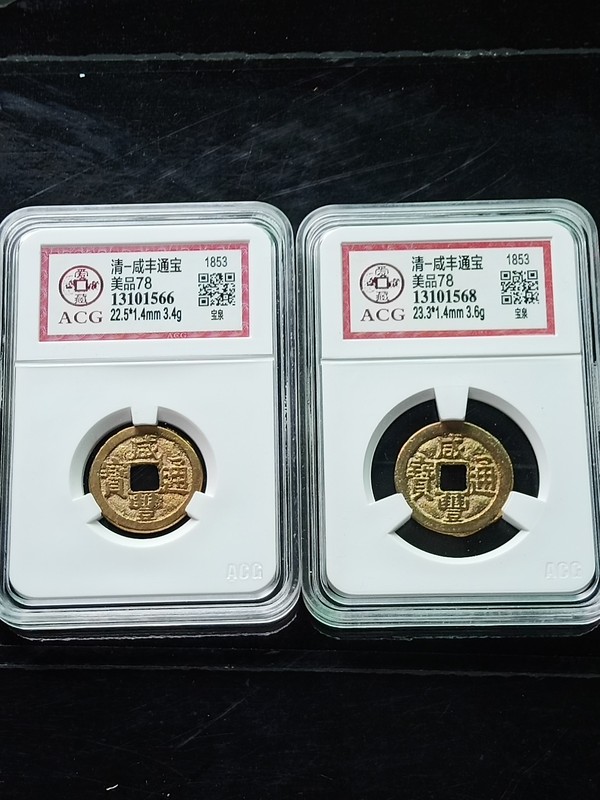 清-咸丰通宝 1853
美品78
13101566
ACG 22.5*1.4mm 3.4g 宝泉
ACG
咸豐通寶
ACG
清-咸丰通宝 1853
美品78
13101568
ACG 23.3*1.4mm 3.6g 宝泉
咸豐通寶
ACG